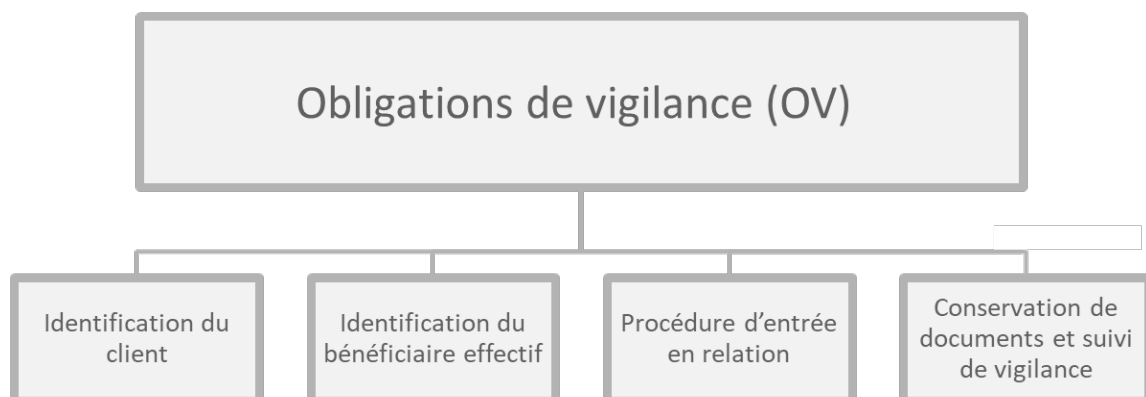 Obligations de vigilance (OV)
Identification du
client
Identification du
bénéficiaire effectif
Procédure d'entrée
en relation
Conservation de
documents et suivi
de vigilance